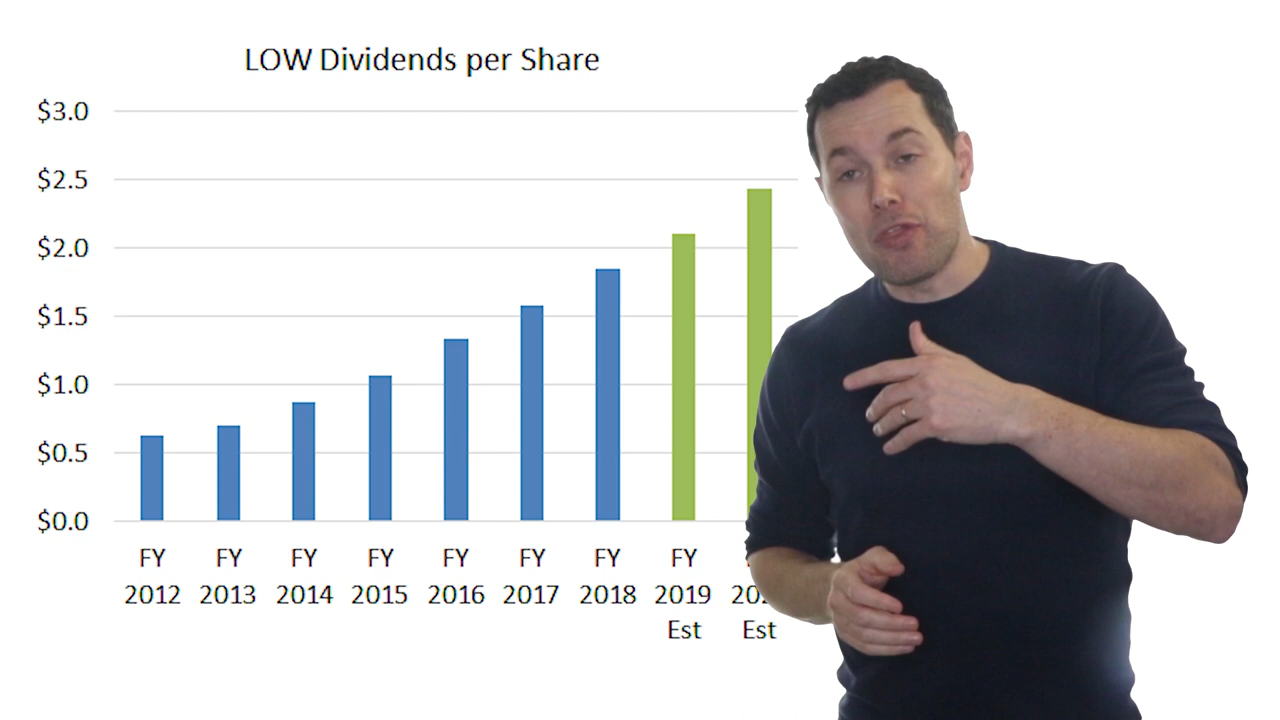 LOW Dividends per Share
$3.0
$2.5
$2.0
$1.5
$1.0
$0.5
$0.0
FY FY FY FY FY FY FY FY
2012 2013 2014 2015 2016 2017 2018 2019
Est Est